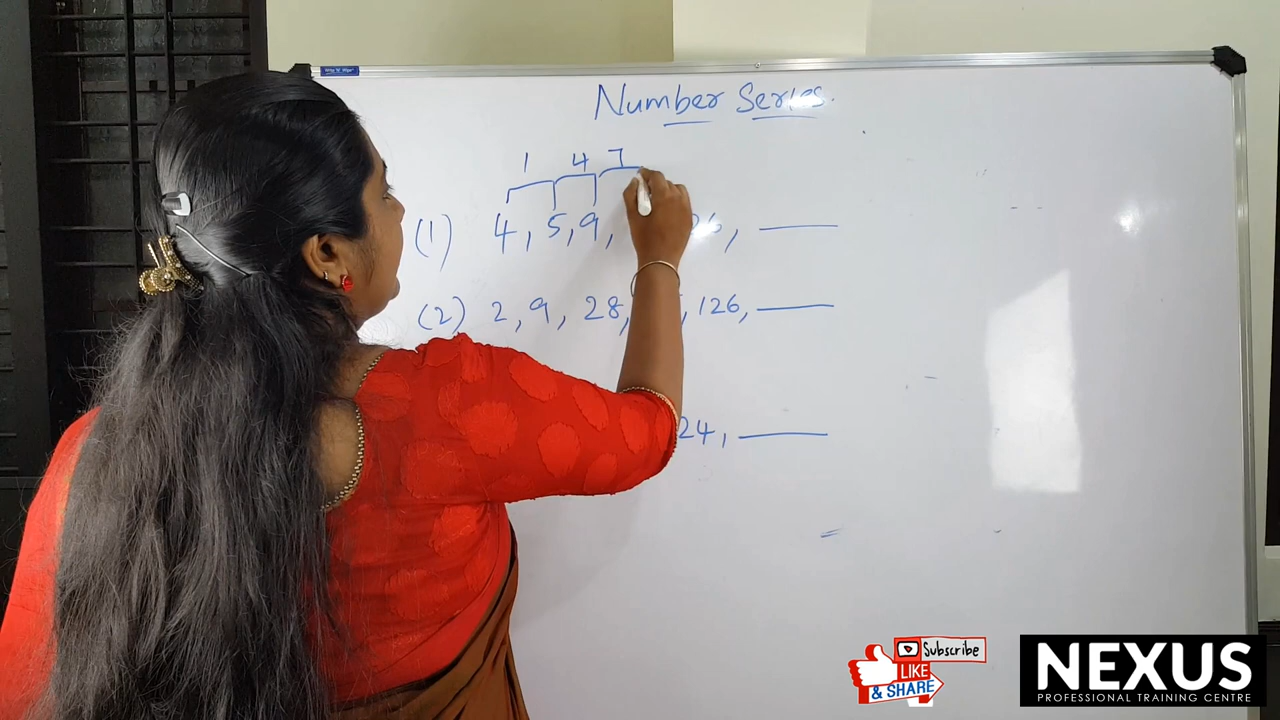 Number Series.
1 4 7
(1) 4, 5, 9, 26,
(2) 2, 9, 28, 126,
24,
Subscribe
LIKE
& SHARE
NEXUS
PROFESSIONAL TRAINING CENTRE